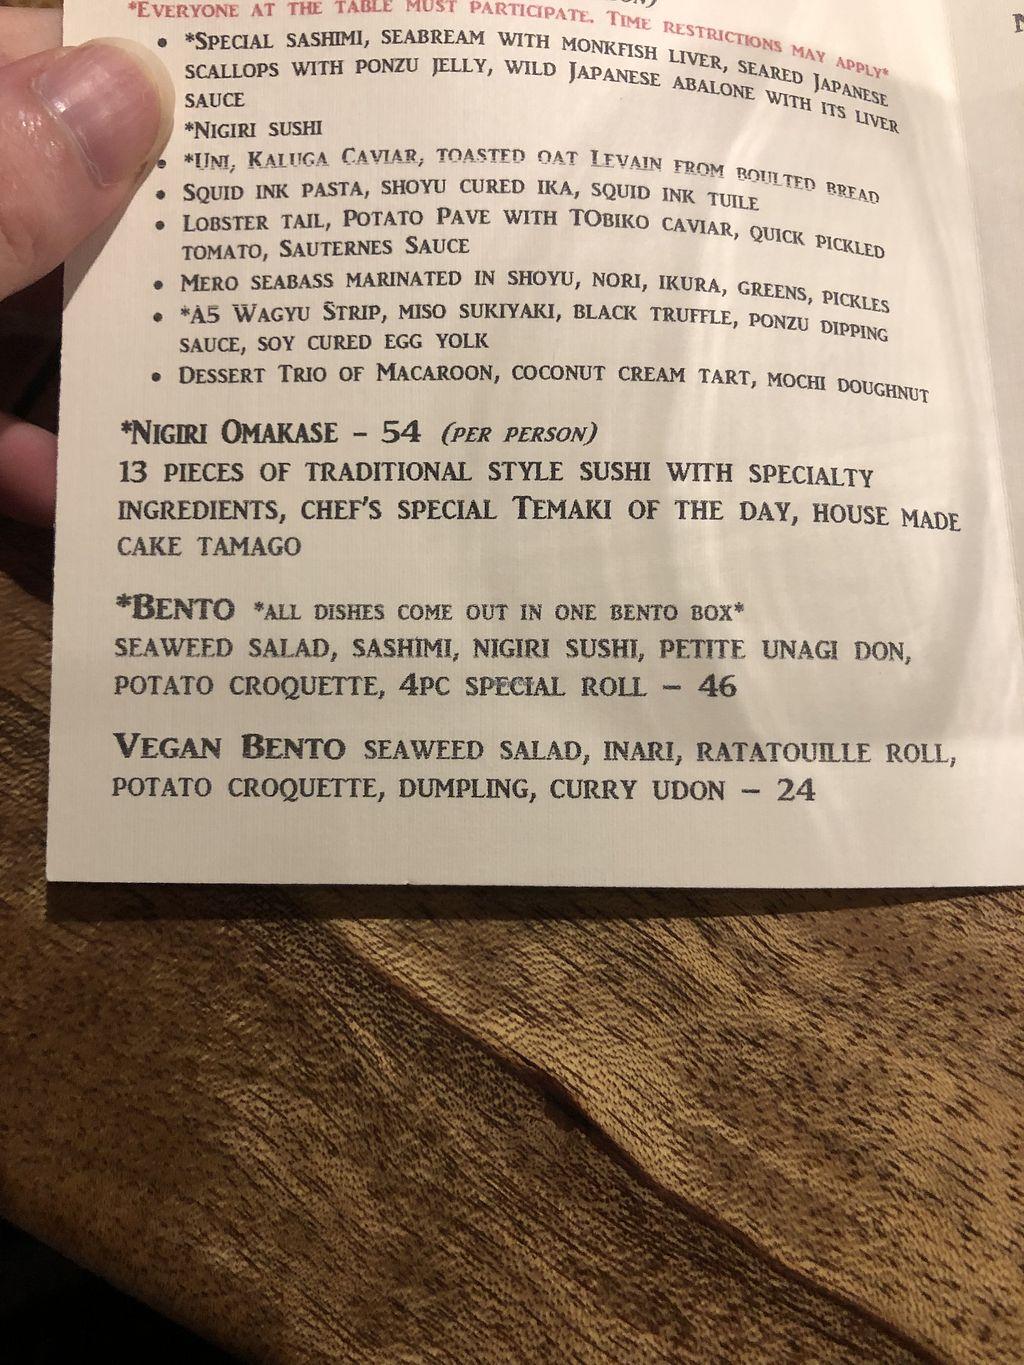 *Everyone at the table must participate. Time restrictions may apply*
• *Special sashimi, seabream with monkfish liver, seared Japanese
scallops with ponzu jelly, wild Japanese abalone with its liver
sauce
*Nigiri sushi
• *Uni, Kaluga Caviar, toasted oat Levain from boulted bread
• Squid ink pasta, shoyu cured ika, squid ink tuile
• Lobster tail, Potato Pave with TObiko caviar, quick pickled
tomato, Sauternes Sauce
• Mero seabass marinated in shoyu, nori, ikura, greens, pickles
• *A5 Wagyu Strip, miso sukiyaki, black truffle, ponzu dipping
sauce, soy cured egg yolk
• Dessert Trio of Macaroon, coconut cream tart, mochi doughnut
*Nigiri Omakase – 54 (per person)
13 pieces of traditional style sushi with specialty
ingredients, chef's special Temaki of the day, house made
cake tamago
*Bento *all dishes come out in one bento box*
seaweed salad, sashimi, nigiri sushi, petite unagi don,
potato croquette, 4pc special roll – 46
Vegan Bento seaweed salad, inari, ratatouille roll,
potato croquette, dumpling, curry udon – 24